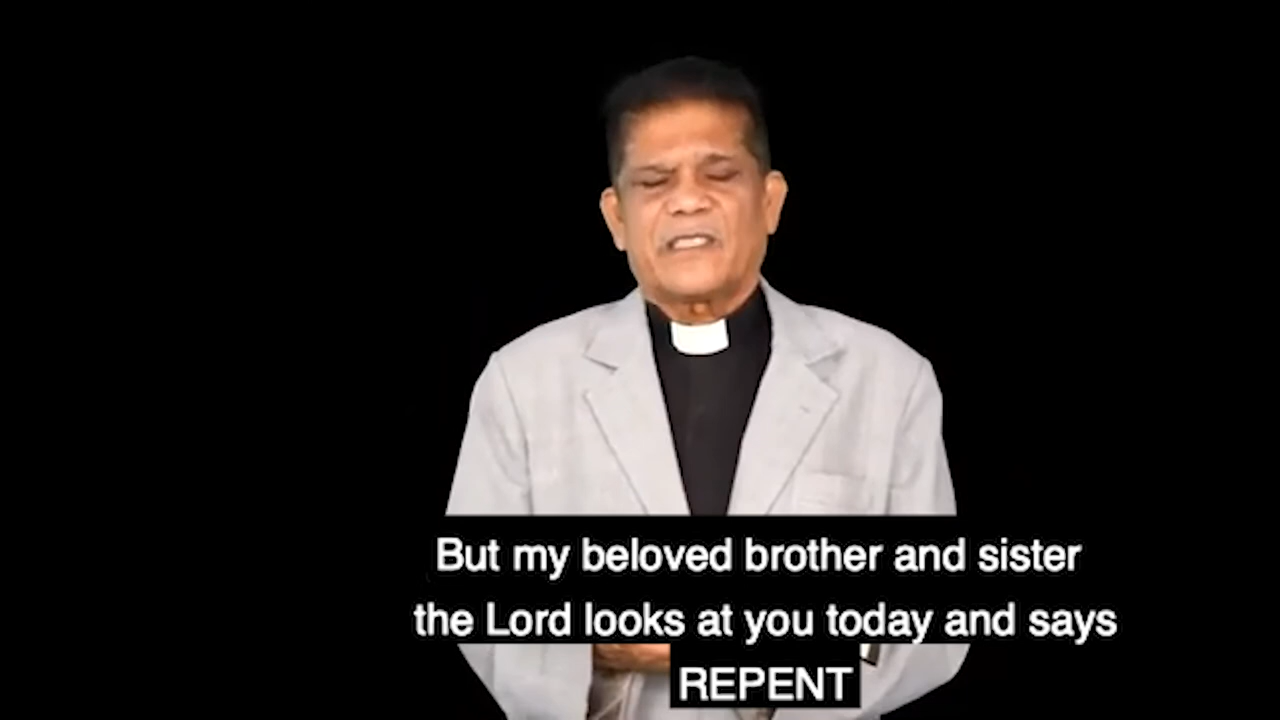 But my beloved brother and sister
the Lord looks at you today and says
REPENT